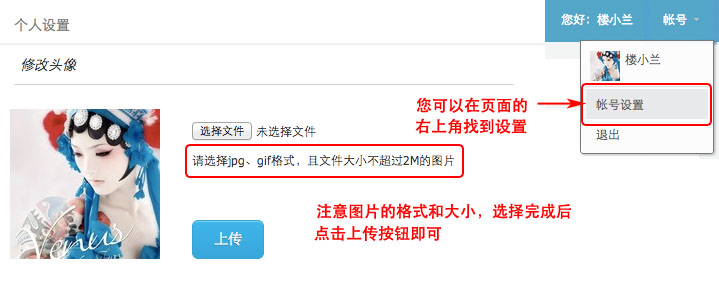 个人设置
您好：楼小兰 帐号
修改头像
楼小兰
帐号设置
退出
您可以在页面的
右上角找到设置
选择文件 未选择文件
请选择jpg、gif格式，且文件大小不超过2M的图片
注意图片的格式和大小，选择完成后
点击上传按钮即可
上传
Venus